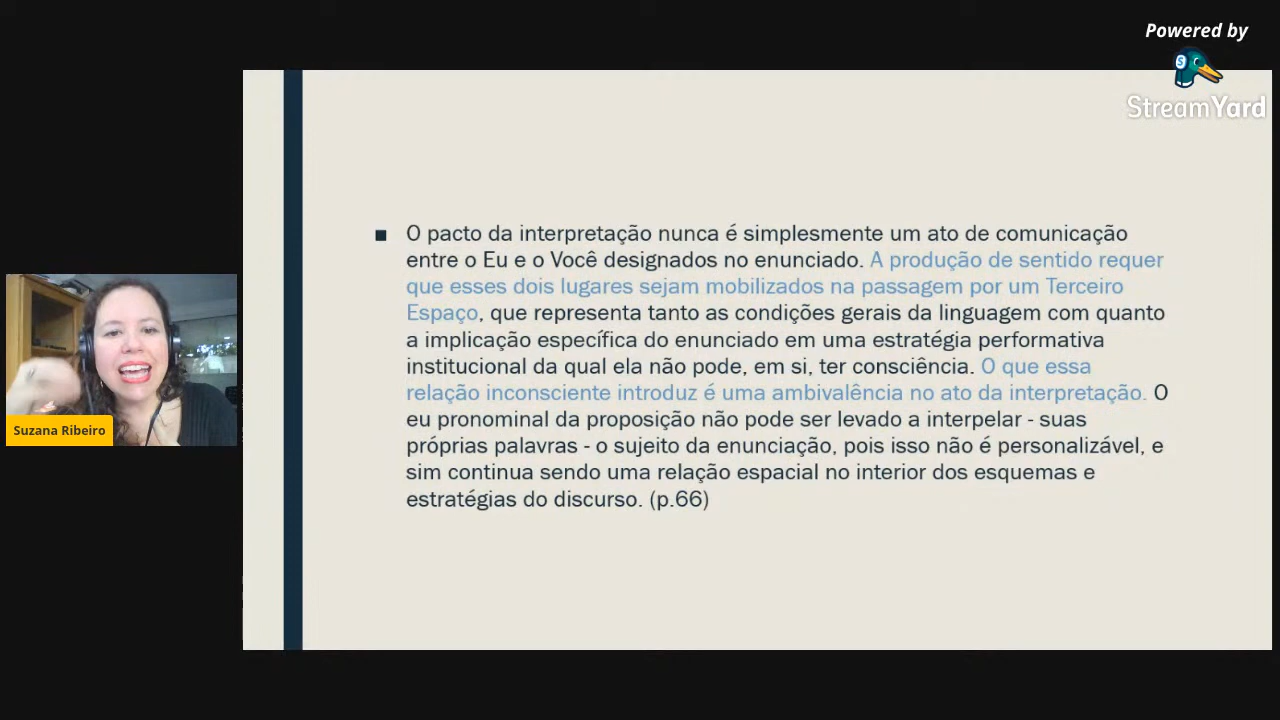 Powered by
StreamYard
O pacto da interpretação nunca é simplesmente um ato de comunicação
entre o Eu e o Você designados no enunciado. A produção de sentido requer
que esses dois lugares sejam mobilizados na passagem por um Terceiro
Espaço, que representa tanto as condições gerais da linguagem com quanto
a implicação específica do enunciado em uma estratégia performativa
institucional da qual ela não pode, em si, ter consciência. O que essa
relação inconsciente introduz é uma ambivalência no ato da interpretação. O
eu pronominal da proposição não pode ser levado a interpelar - suas
próprias palavras - o sujeito da enunciação, pois isso não é personalizável, e
sim continua sendo uma relação espacial no interior dos esquemas e
estratégias do discurso. (p.66)
Suzana Ribeiro